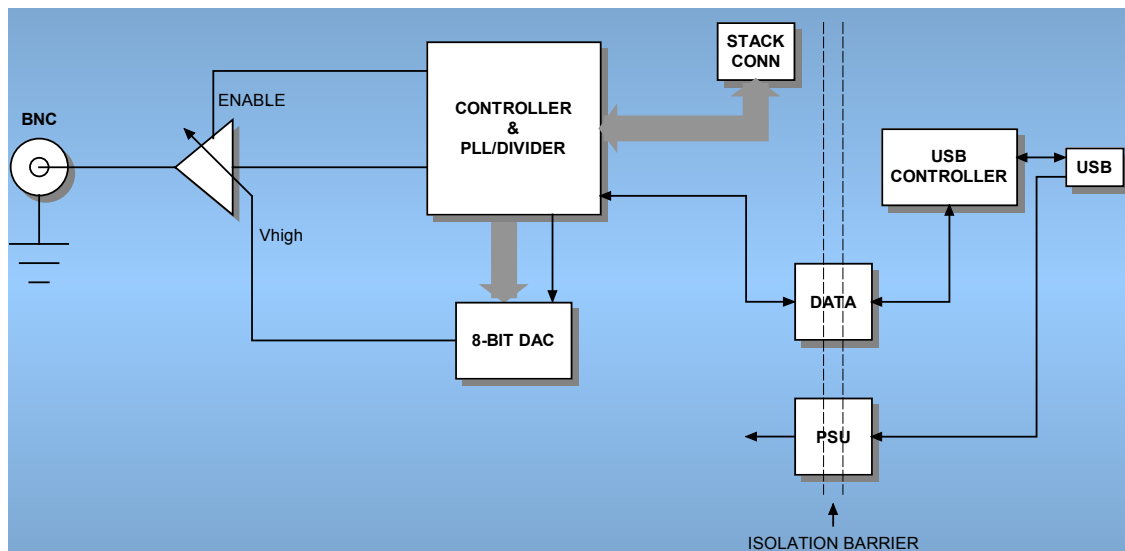 STACK
CONN
ENABLE
BNC
CONTROLLER
&
PLL/DIVIDER
USB
CONTROLLER
USB
Vhigh
DATA
8-BIT DAC
PSU
ISOLATION BARRIER